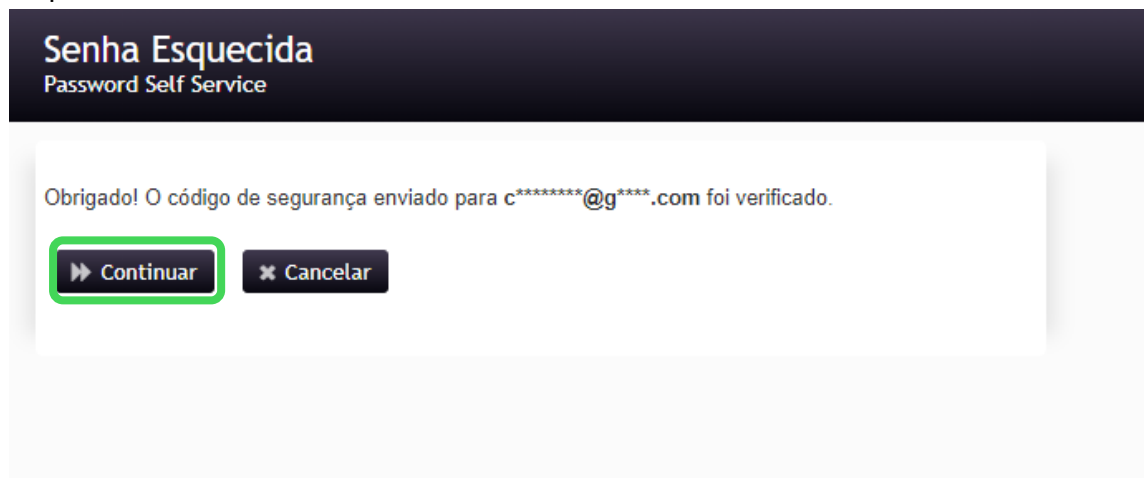 Senha Esquecida
Password Self Service
Obrigado! O código de segurança enviado para c********@g****.com foi verificado.
Continuar
Cancelar